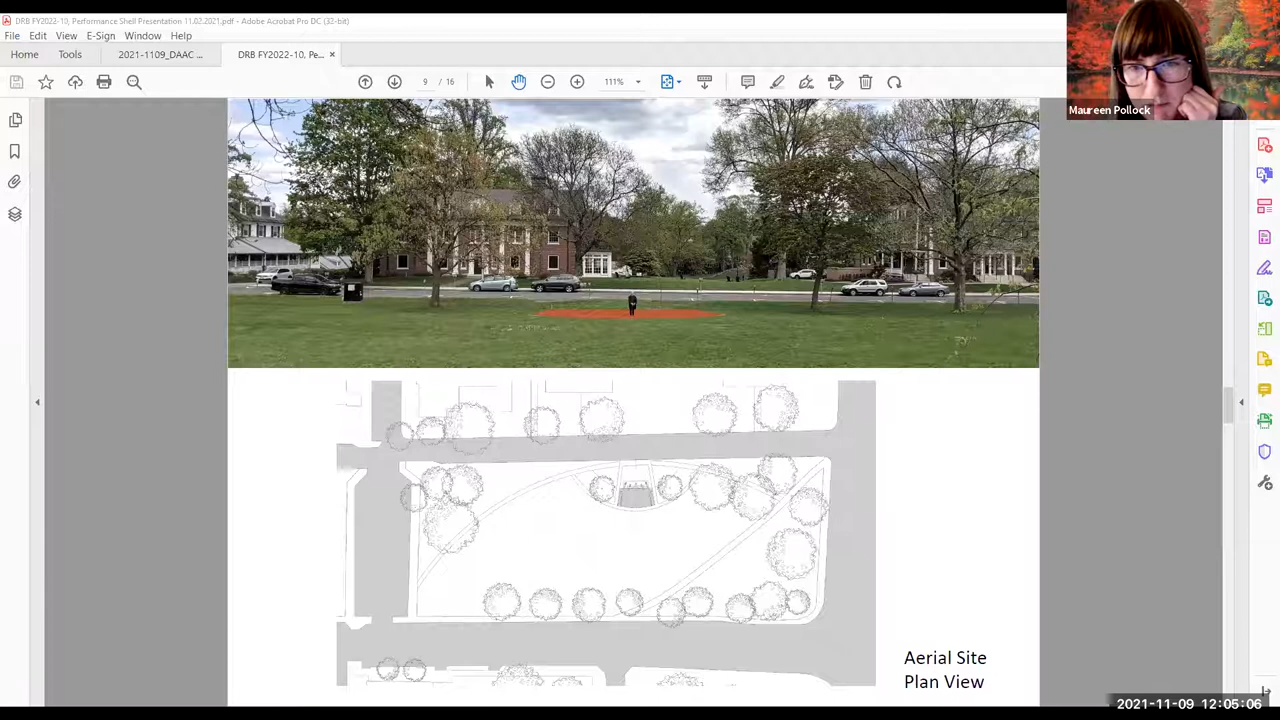 DRB FY2022-10, Performance Shell Presentation 11.02.2021.pdf - Adobe Acrobat Pro DC (32-bit)
File Edit View E-Sign Window Help
Home Tools 2021-1109_DAAC ... DRB FY2022-10, Pe... ×
9 / 16 111%
Maureen Pollock
Aerial Site
Plan View
2021-11-09 12:05:06